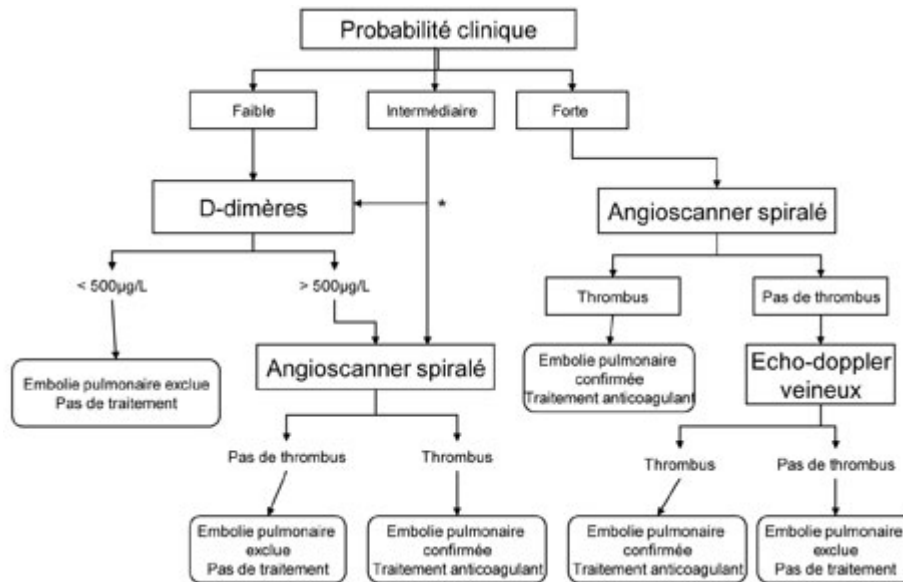 Probabilité clinique
Faible
Intermédiaire
Forte
D-dimères
*
Angioscanner spiralé
< 500µg/L
> 500µg/L
Thrombus
Pas de thrombus
Embolie pulmonaire exclue
Pas de traitement
Angioscanner spiralé
Embolie pulmonaire
confirmée
Traitement anticoagulant
Echo-doppler
veineux
Pas de thrombus
Thrombus
Thrombus
Pas de thrombus
Embolie pulmonaire
exclue
Pas de traitement
Embolie pulmonaire
confirmée
Traitement anticoagulant
Embolie pulmonaire
confirmée
Traitement anticoagulant
Embolie pulmonaire
exclue
Pas de traitement